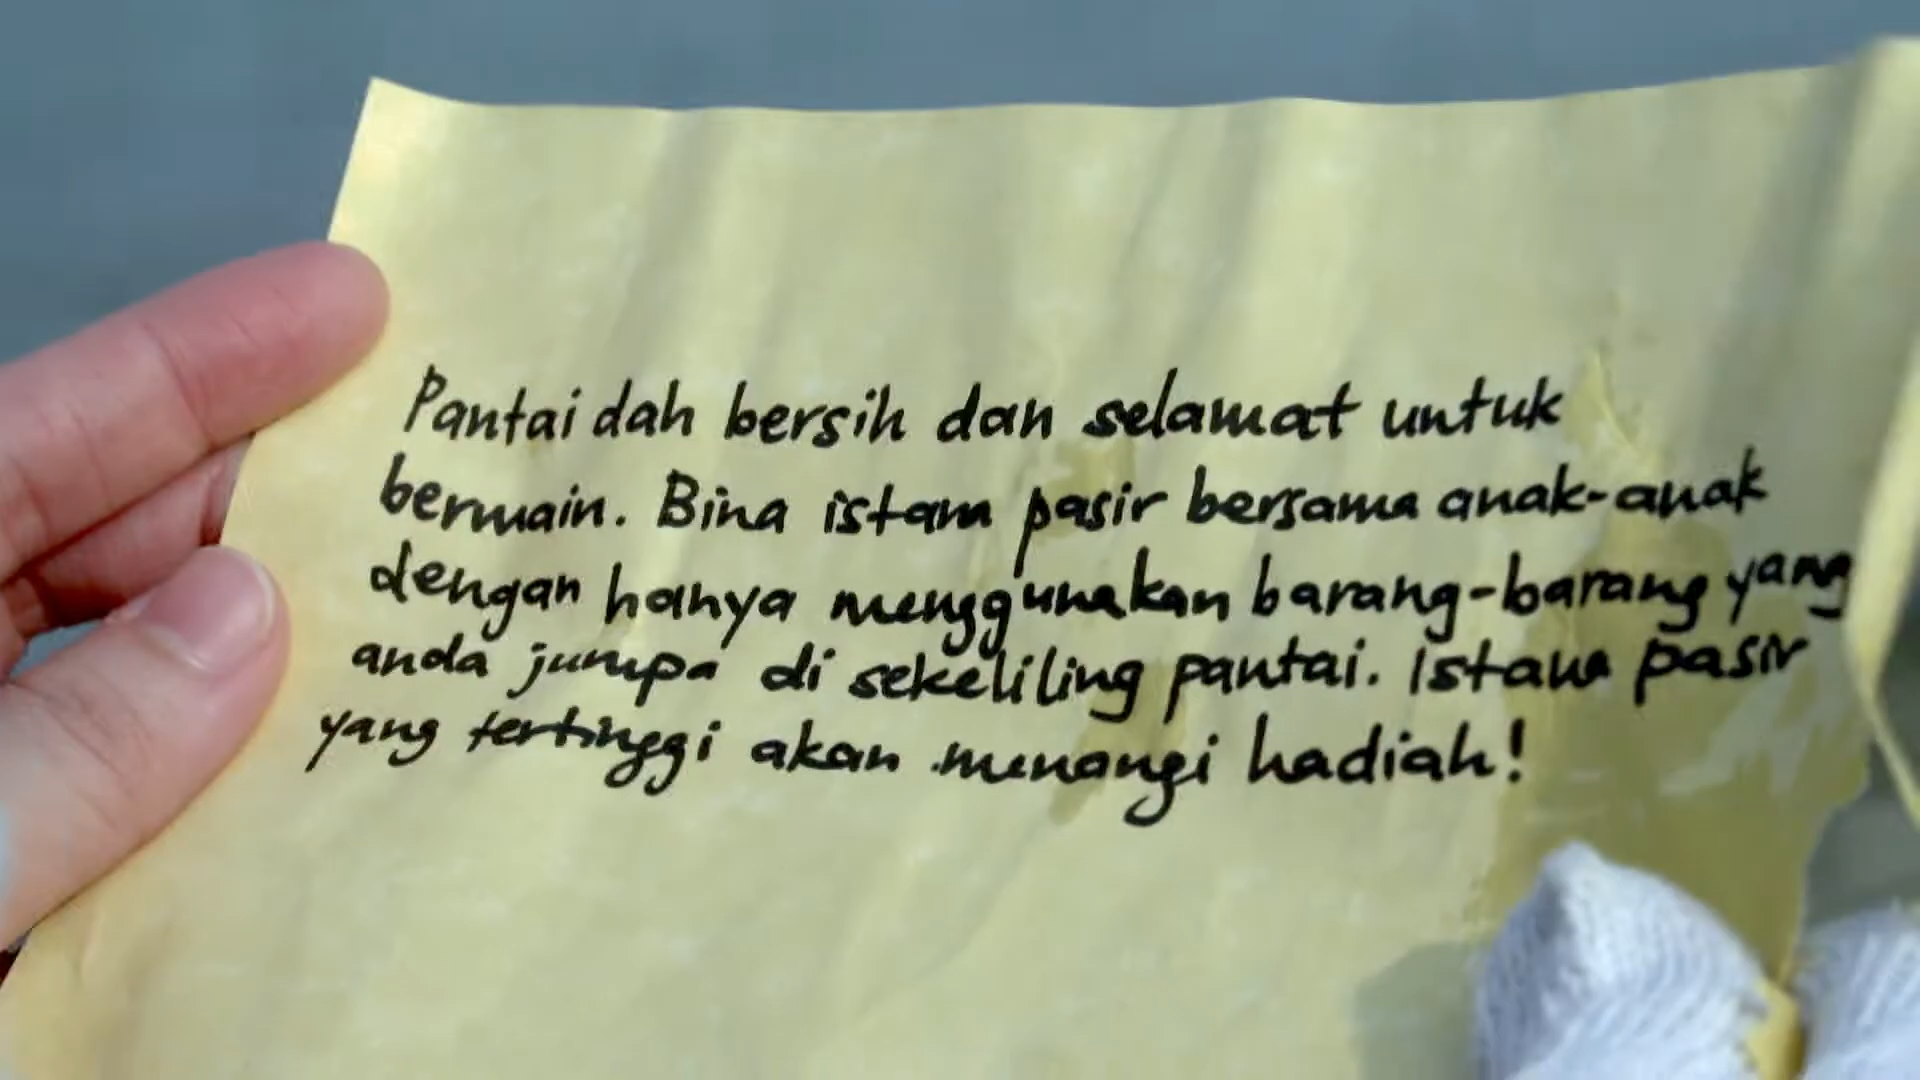 Pantai dah bersih dan selamat untuk
bermain. Bina istana pasir bersama anak-anak
dengan hanya menggunakan barang-barang yang
anda jumpa di sekeliling pantai. Istana pasir
yang tertinggi akan menangi hadiah!